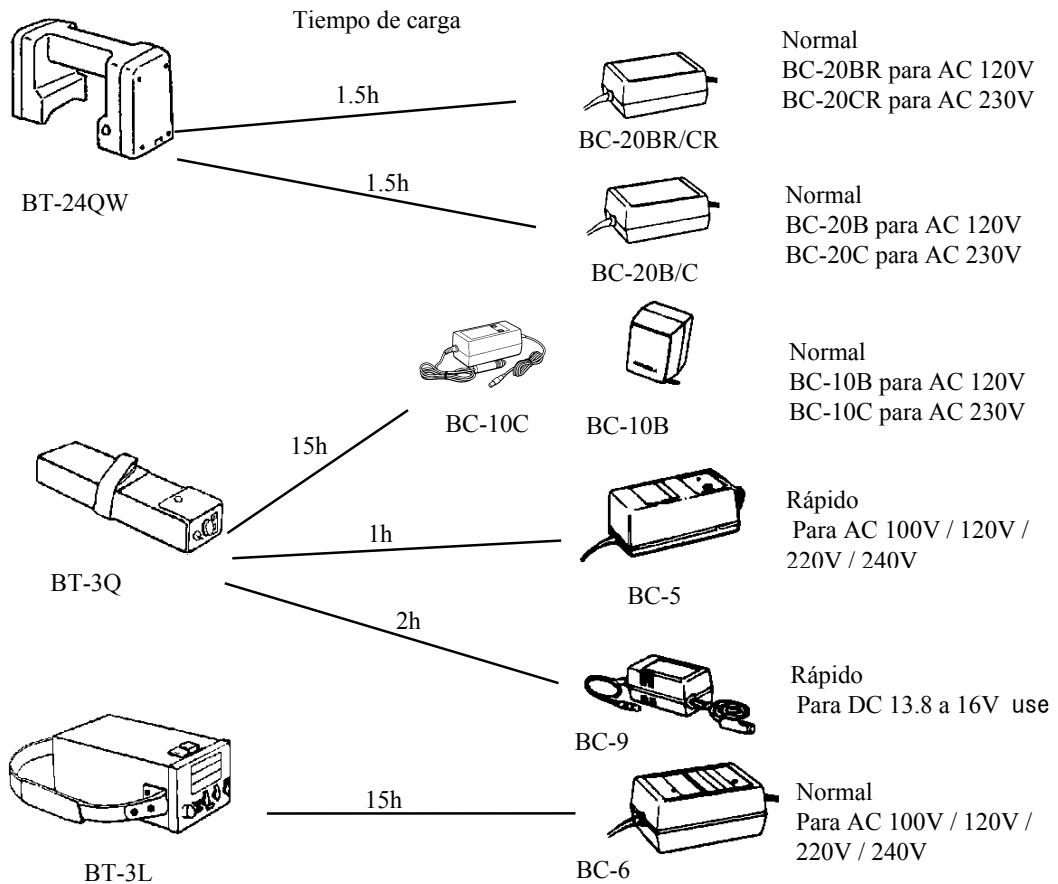 Tiempo de carga
Normal
BC-20BR para AC 120V
BC-20CR para AC 230V
1.5h
BC-20BR/CR
BT-24QW
1.5h
Normal
BC-20B para AC 120V
BC-20C para AC 230V
BC-20B/C
Normal
BC-10B para AC 120V
BC-10C para AC 230V
BC-10C
BC-10B
15h
Rápido
Para AC 100V / 120V /
220V / 240V
1h
BT-3Q
BC-5
2h
Rápido
Para DC 13.8 a 16V use
BC-9
15h
Normal
Para AC 100V / 120V /
220V / 240V
BT-3L
BC-6